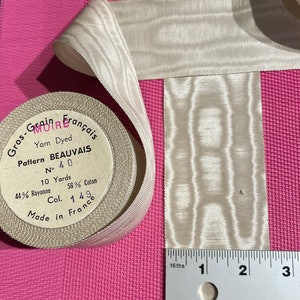 Gros-Grain Français
MOIRE
Yarn Dyed
Pattern BEAUVAIS
Nº 40
10 Yards
44% Rayonne 56% Coton
Col. 149
Made in France
16ths 1 2 3